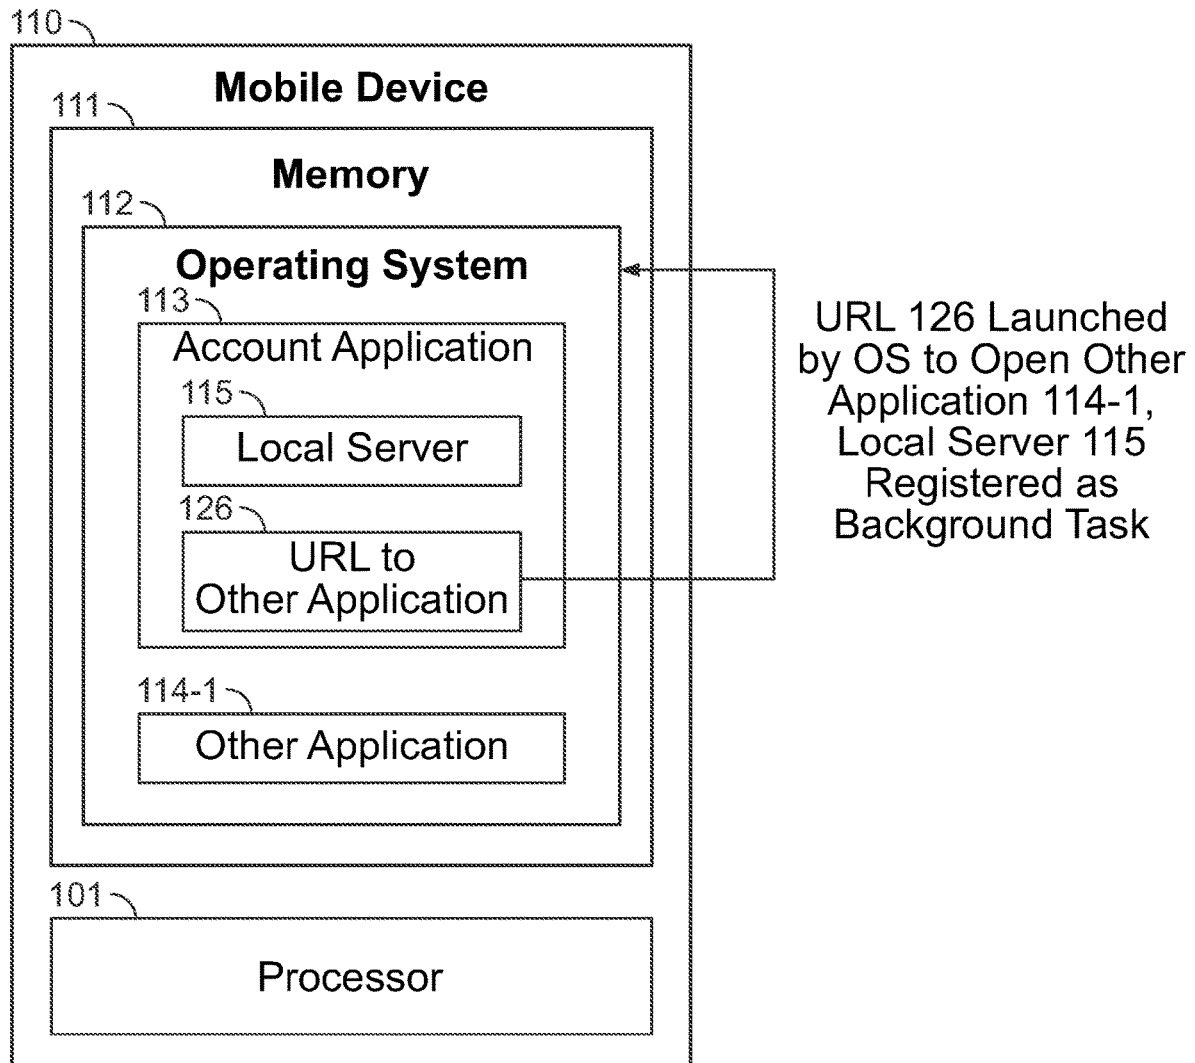 110
Mobile Device
111
Memory
112
Operating System
113
Account Application
115
Local Server
126
URL to
Other Application
114-1
Other Application
101
Processor
URL 126 Launched
by OS to Open Other
Application 114-1,
Local Server 115
Registered as
Background Task